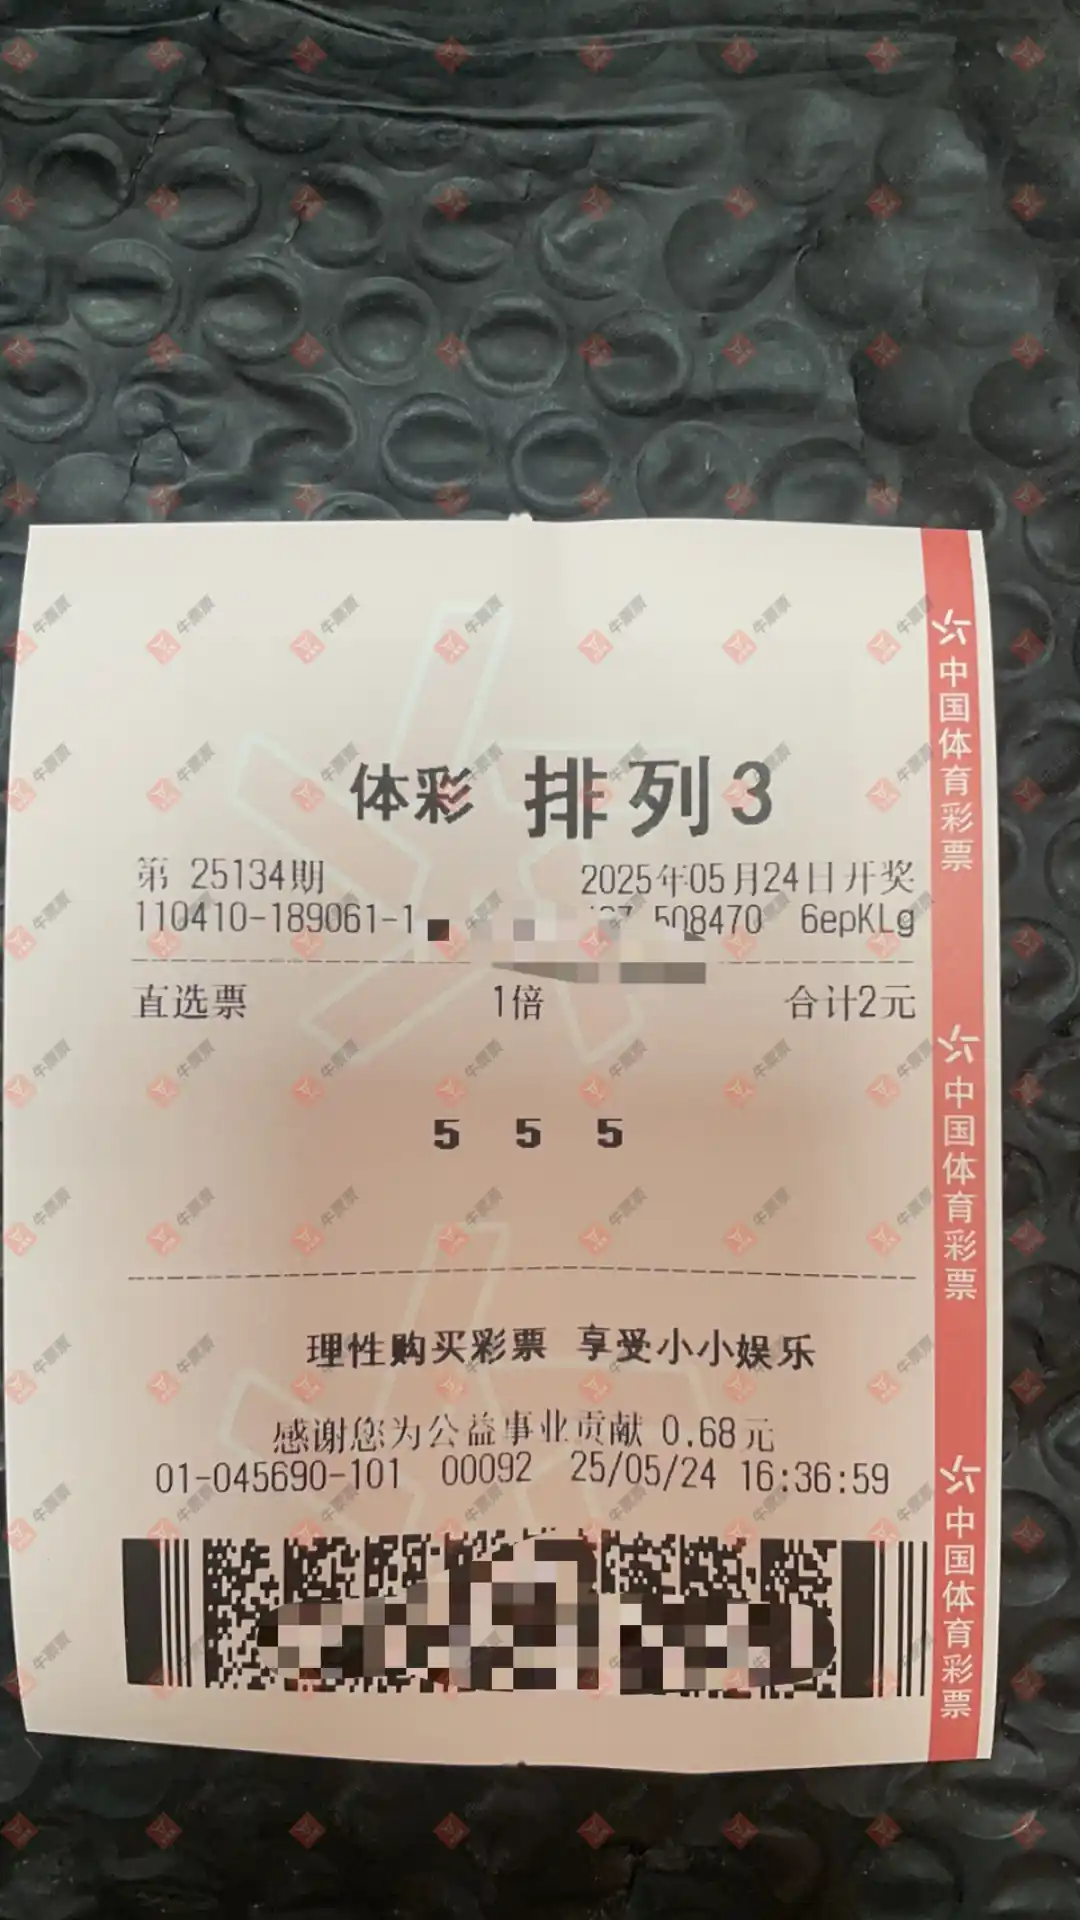 体彩 排列3
第 25134期 2025年05月24日开奖
110410-189061-1 508470 6epKLg
直选票 1倍 合计2元
5 5 5
理性购买彩票 享受小小娱乐
感谢您为公益事业贡献 0.68元
01-045690-101 00092 25/05/24 16:36:59
中国体育彩票
中国体育彩票
中国体育彩票
牛票票